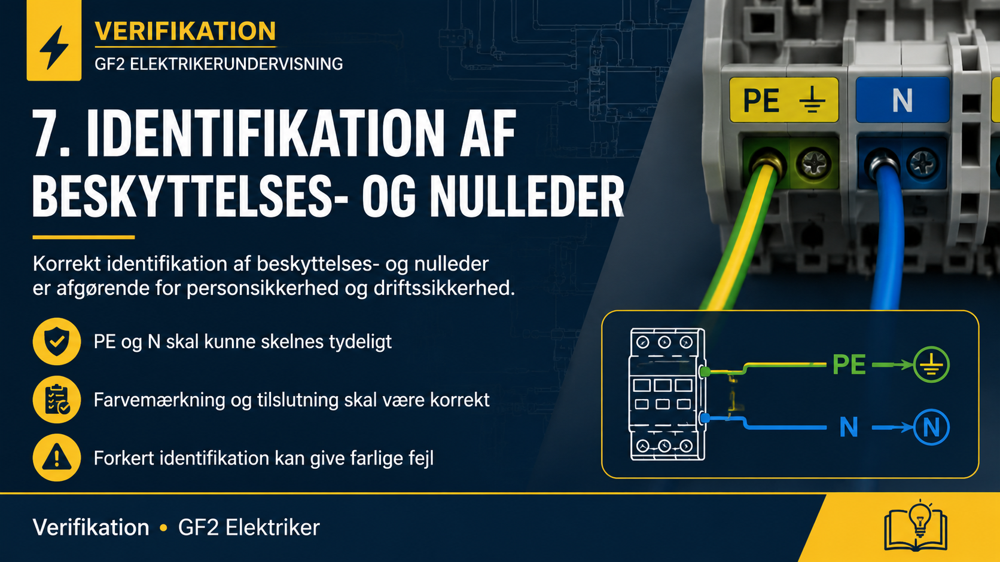 VERIFIKATION
GF2 ELEKTRIKERUNDERVISNING
7. IDENTIFIKATION AF
BESKYTTELSES- OG NULLEDER
Korrekt identifikation af beskyttelses- og nulleder
er afgørende for personsikkerhed og driftssikkerhed.
PE og N skal kunne skelnes tydeligt
Farvemærkning og tilslutning skal være korrekt
Forkert identifikation kan give farlige fejl
PE
N
PE
N
N
Verifikation • GF2 Elektriker